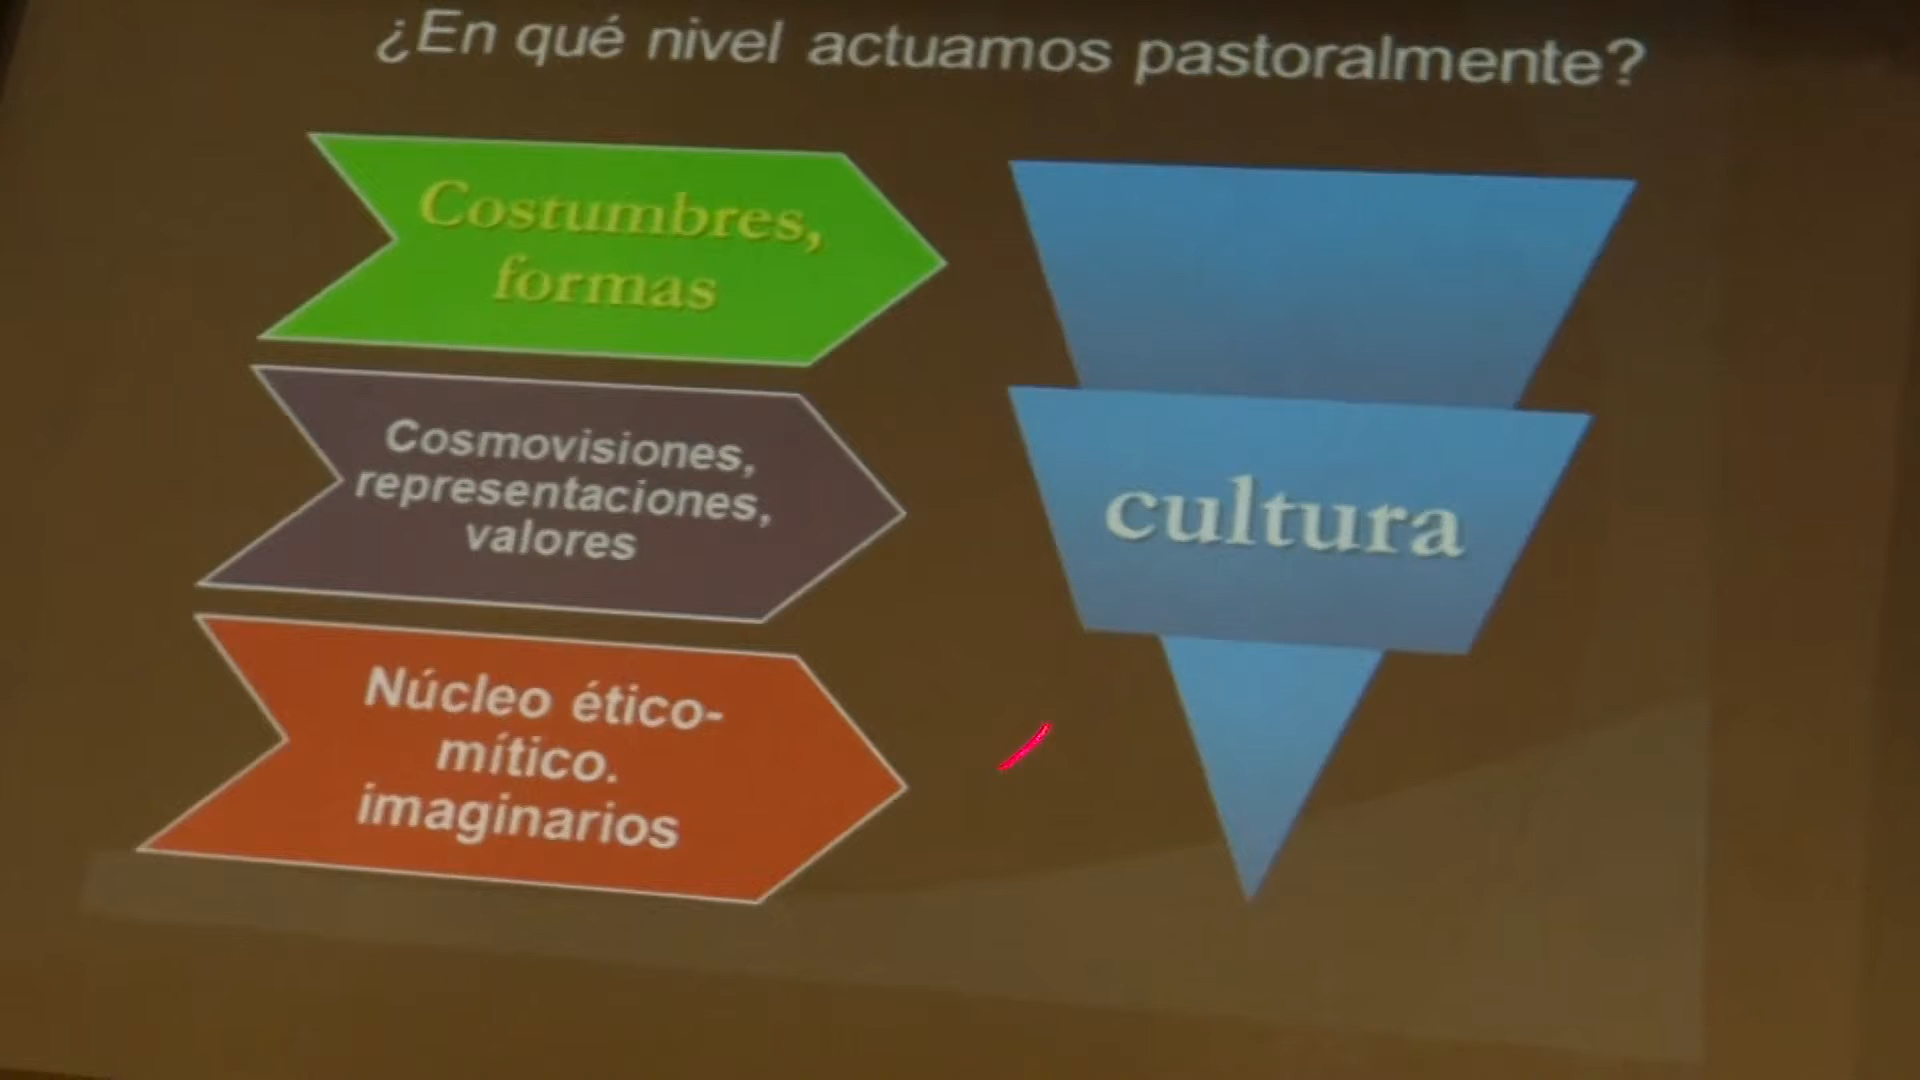 ¿En qué nivel actuamos pastoralmente?
Costumbres,
formas
Cosmovisiones,
representaciones,
valores
cultura
Núcleo ético-
mítico.
imaginarios